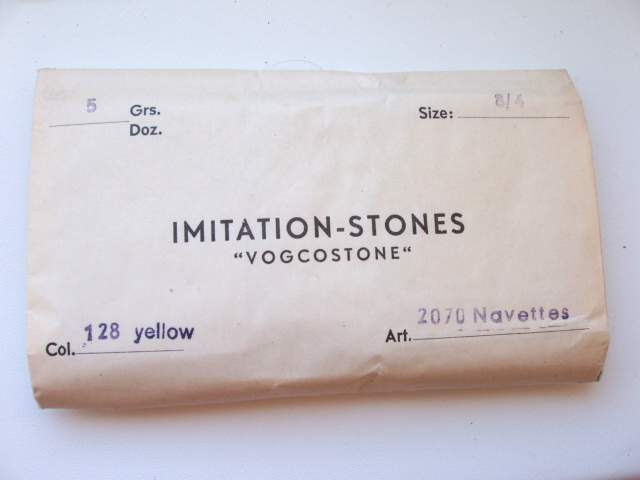 5 Grs. Size: 8/4
Doz.
IMITATION-STONES
“VOGCOSTONE“
Col. 128 yellow Art. 2070 Navettes